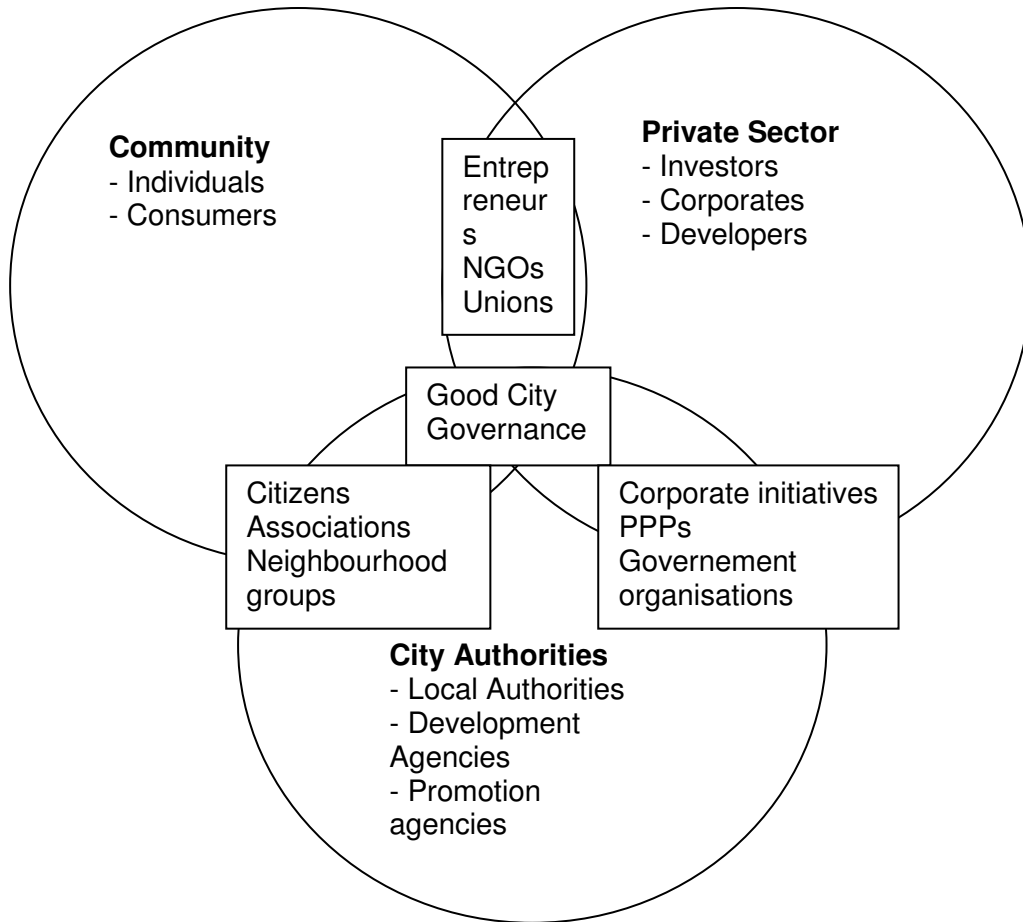 Community
- Individuals
- Consumers
Private Sector
- Investors
- Corporates
- Developers
Entrep
reneur
s
NGOs
Unions
Good City
Governance
Citizens
Associations
Neighbourhood
groups
Corporate initiatives
PPPs
Governement
organisations
City Authorities
- Local Authorities
- Development
Agencies
- Promotion
agencies